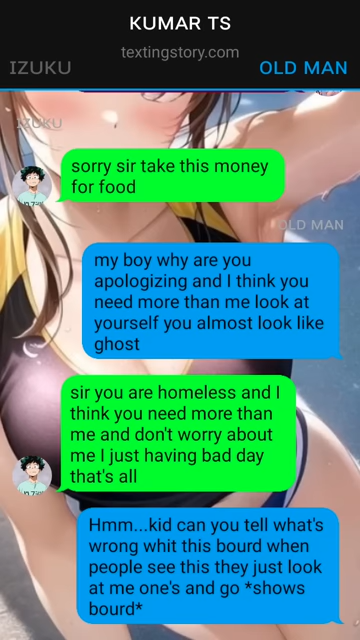 KUMAR TS
textingstory.com
IZUKU
OLD MAN
IZUKU
sorry sir take this money
for food
OLD MAN
my boy why are you
apologizing and I think you
need more than me look at
yourself you almost look like
ghost
sir you are homeless and I
think you need more than
me and don't worry about
me I just having bad day
that's all
Hmm...kid can you tell what's
wrong whit this bourd when
people see this they just look
at me one's and go *shows
bourd*